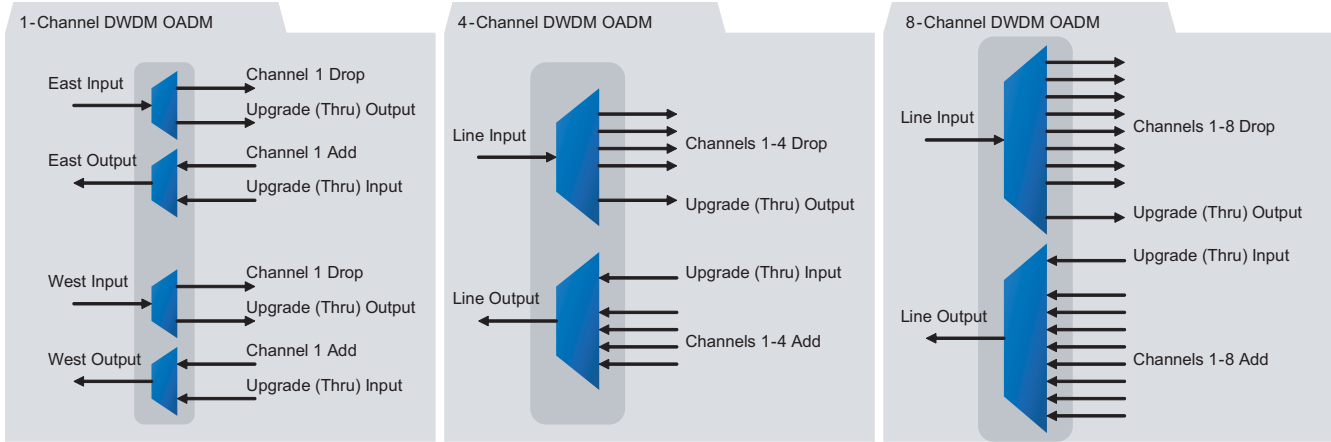 1-Channel DWDM OADM
East Input
Channel 1 Drop
Upgrade (Thru) Output
East Output
Channel 1 Add
Upgrade (Thru) Input
West Input
Channel 1 Drop
Upgrade (Thru) Output
West Output
Channel 1 Add
Upgrade (Thru) Input
4-Channel DWDM OADM
Line Input
Channels 1-4 Drop
Upgrade (Thru) Output
Upgrade (Thru) Input
Line Output
Channels 1-4 Add
8-Channel DWDM OADM
Line Input
Channels 1-8 Drop
Upgrade (Thru) Output
Upgrade (Thru) Input
Line Output
Channels 1-8 Add